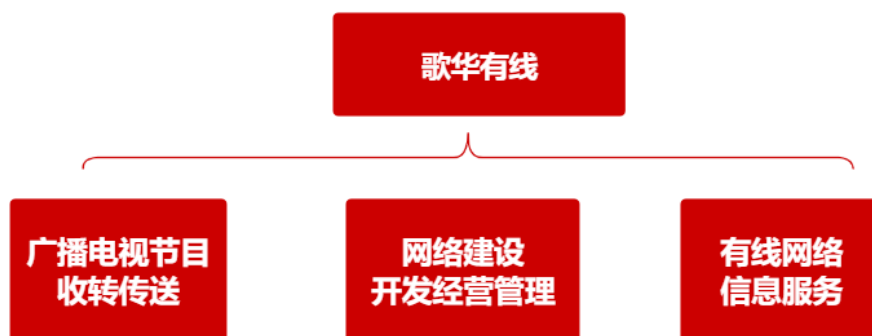 歌华有线
广播电视节目
收转传送
网络建设
开发经营管理
有线网络
信息服务